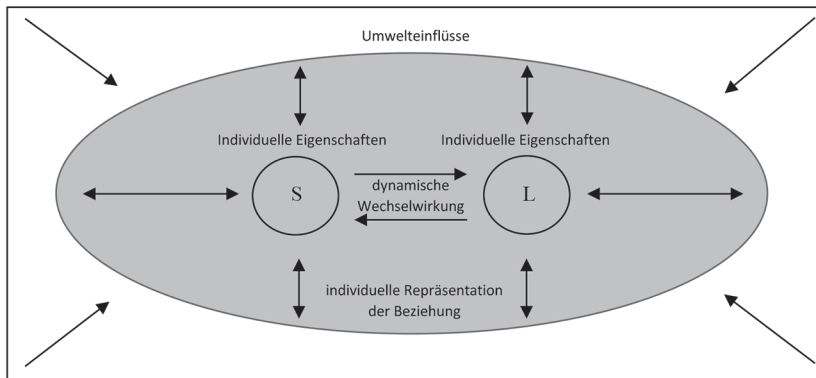 Umwelteinflüsse
Individuelle Eigenschaften
Individuelle Eigenschaften
S
dynamische
Wechselwirkung
L
individuelle Repräsentation
der Beziehung